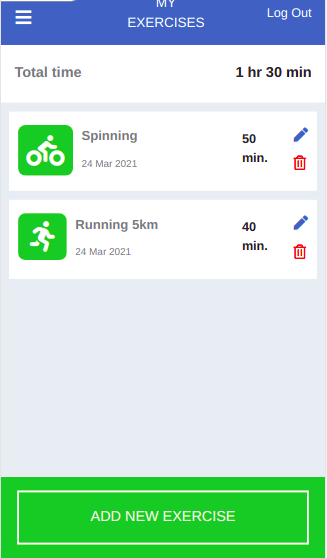 MY
EXERCISES
Log Out
Total time
1 hr 30 min
Spinning
50
min.
24 Mar 2021
Running 5km
40
min.
24 Mar 2021
ADD NEW EXERCISE